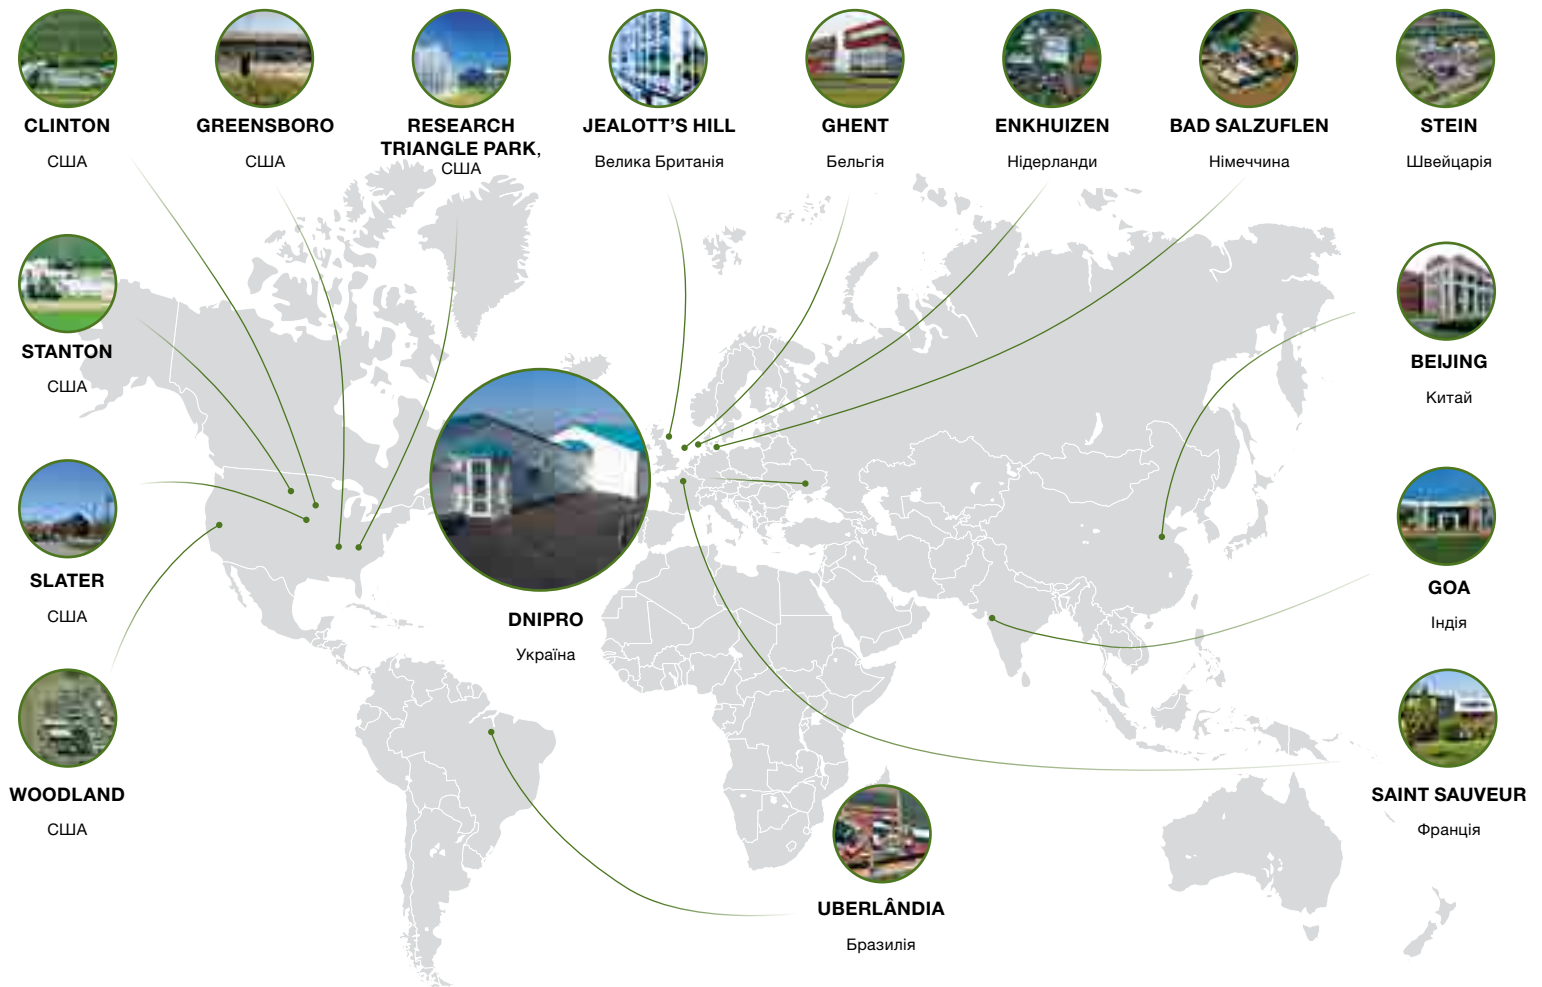 CLINTON
США
GREENSBORO
США
RESEARCH
TRIANGLE PARK,
США
JEALOTT’S HILL
Велика Британія
GHENT
Бельгія
ENKHUIZEN
Нідерланди
BAD SALZUFLEN
Німеччина
STEIN
Швейцарія
STANTON
США
BEIJING
Китай
SLATER
США
DNIPRO
Україна
GOA
Індія
WOODLAND
США
SAINT SAUVEUR
Франція
UBERLÂNDIA
Бразилія